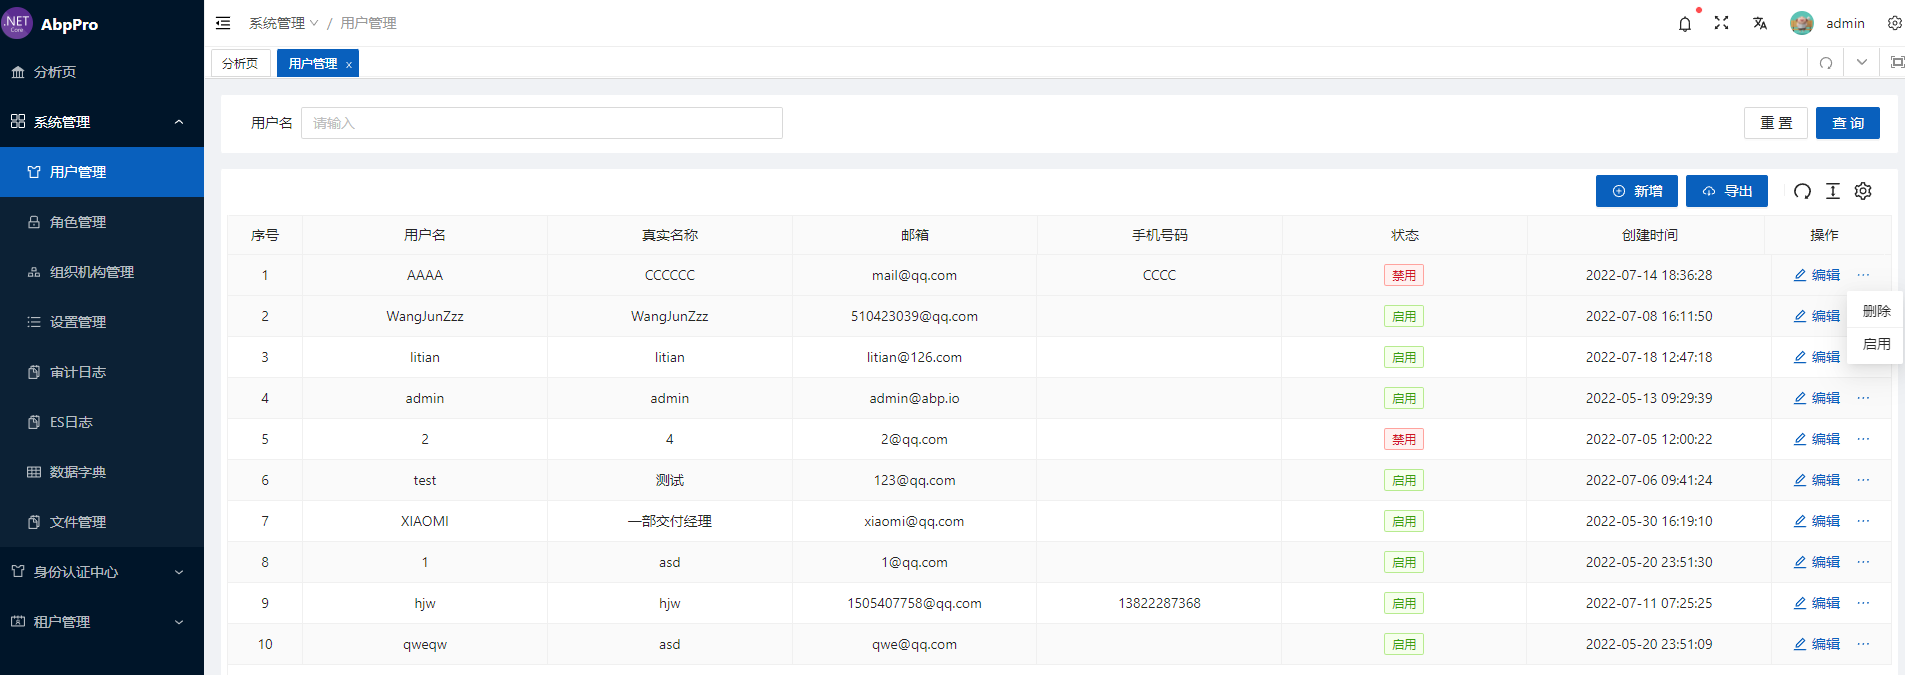 .NET Core AbpPro
分析页
系统管理
用户管理
角色管理
组织机构管理
设置管理
审计日志
ES日志
数据字典
文件管理
身份认证中心
租户管理
系统管理 / 用户管理
admin
分析页 用户管理 x
用户名 请输入 重 置 查 询
新增 导出
序号 用户名 真实名称 邮箱 手机号码 状态 创建时间 操作
1 AAAA CCCCCC mail@qq.com CCCC 禁用 2022-07-14 18:36:28 编辑 ···
2 WangJunZzz WangJunZzz 510423039@qq.com 启用 2022-07-08 16:11:50 编辑
3 litian litian litian@126.com 启用 2022-07-18 12:47:18 编辑
删除
启用
4 admin admin admin@abp.io 启用 2022-05-13 09:29:39 编辑 ···
5 2 4 2@qq.com 禁用 2022-07-05 12:00:22 编辑 ···
6 test 测试 123@qq.com 启用 2022-07-06 09:41:24 编辑 ···
7 XIAOMI 一部交付经理 xiaomi@qq.com 启用 2022-05-30 16:19:10 编辑 ···
8 1 asd 1@qq.com 启用 2022-05-20 23:51:30 编辑 ···
9 hjw hjw 1505407758@qq.com 13822287368 启用 2022-07-11 07:25:25 编辑 ···
10 qweqw asd qwe@qq.com 启用 2022-05-20 23:51:09 编辑 ···